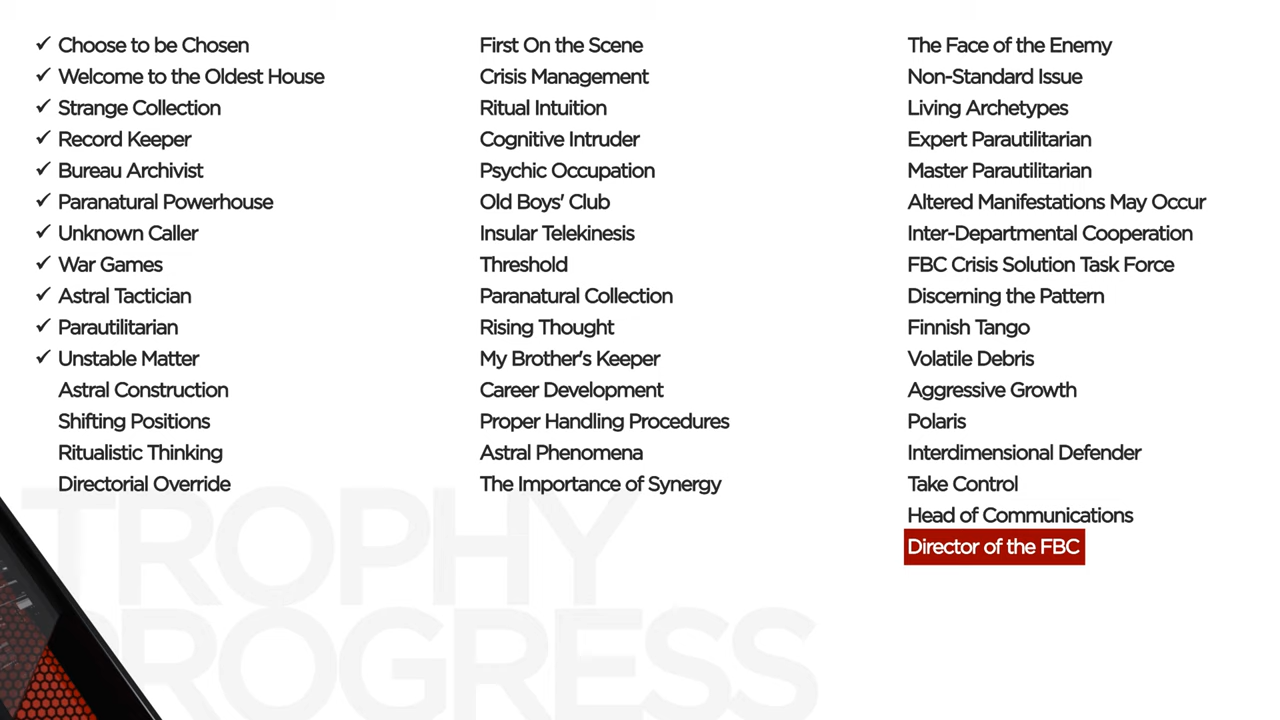 ✓ Choose to be Chosen
✓ Welcome to the Oldest House
✓ Strange Collection
✓ Record Keeper
✓ Bureau Archivist
✓ Paranatural Powerhouse
✓ Unknown Caller
✓ War Games
✓ Astral Tactician
✓ Parautilitarian
✓ Unstable Matter
Astral Construction
Shifting Positions
Ritualistic Thinking
Directorial Override
First On the Scene
Crisis Management
Ritual Intuition
Cognitive Intruder
Psychic Occupation
Old Boys' Club
Insular Telekinesis
Threshold
Paranatural Collection
Rising Thought
My Brother's Keeper
Career Development
Proper Handling Procedures
Astral Phenomena
The Importance of Synergy
The Face of the Enemy
Non-Standard Issue
Living Archetypes
Expert Parautilitarian
Master Parautilitarian
Altered Manifestations May Occur
Inter-Departmental Cooperation
FBC Crisis Solution Task Force
Discerning the Pattern
Finnish Tango
Volatile Debris
Aggressive Growth
Polaris
Interdimensional Defender
Take Control
Head of Communications
Director of the FBC
TROPHY
PROGRESS